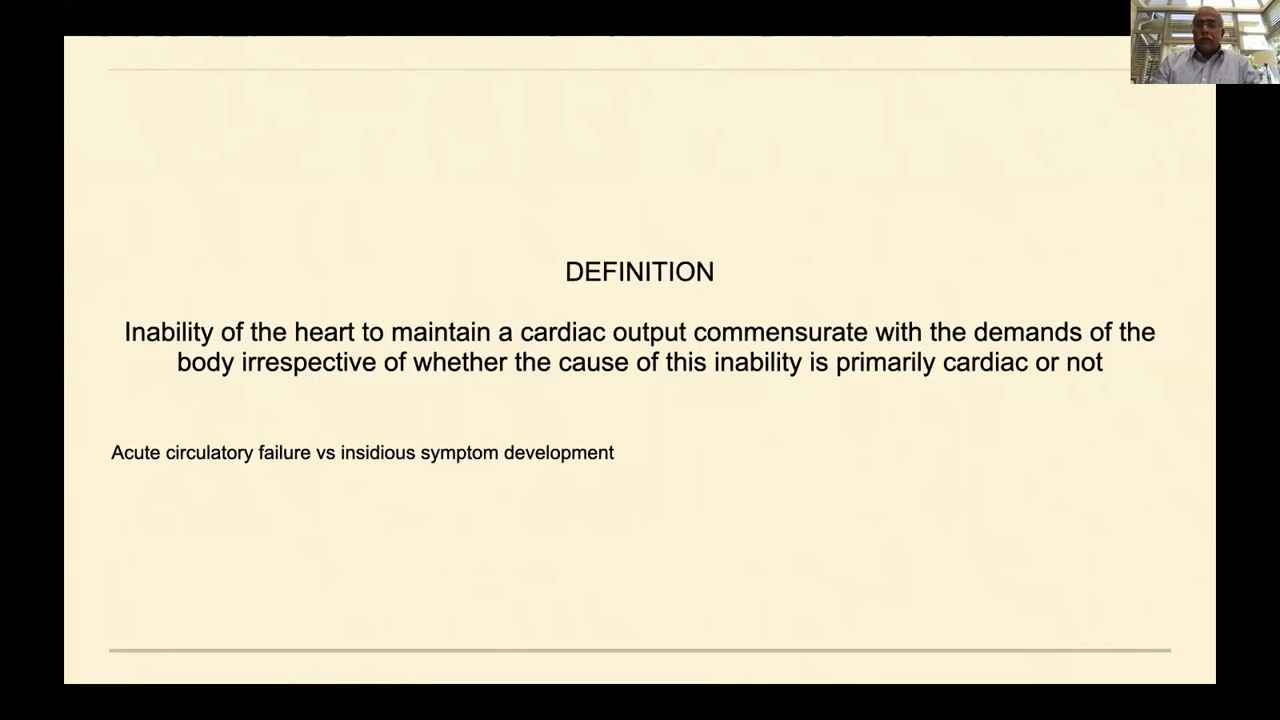 DEFINITION
Inability of the heart to maintain a cardiac output commensurate with the demands of the
body irrespective of whether the cause of this inability is primarily cardiac or not
Acute circulatory failure vs insidious symptom development